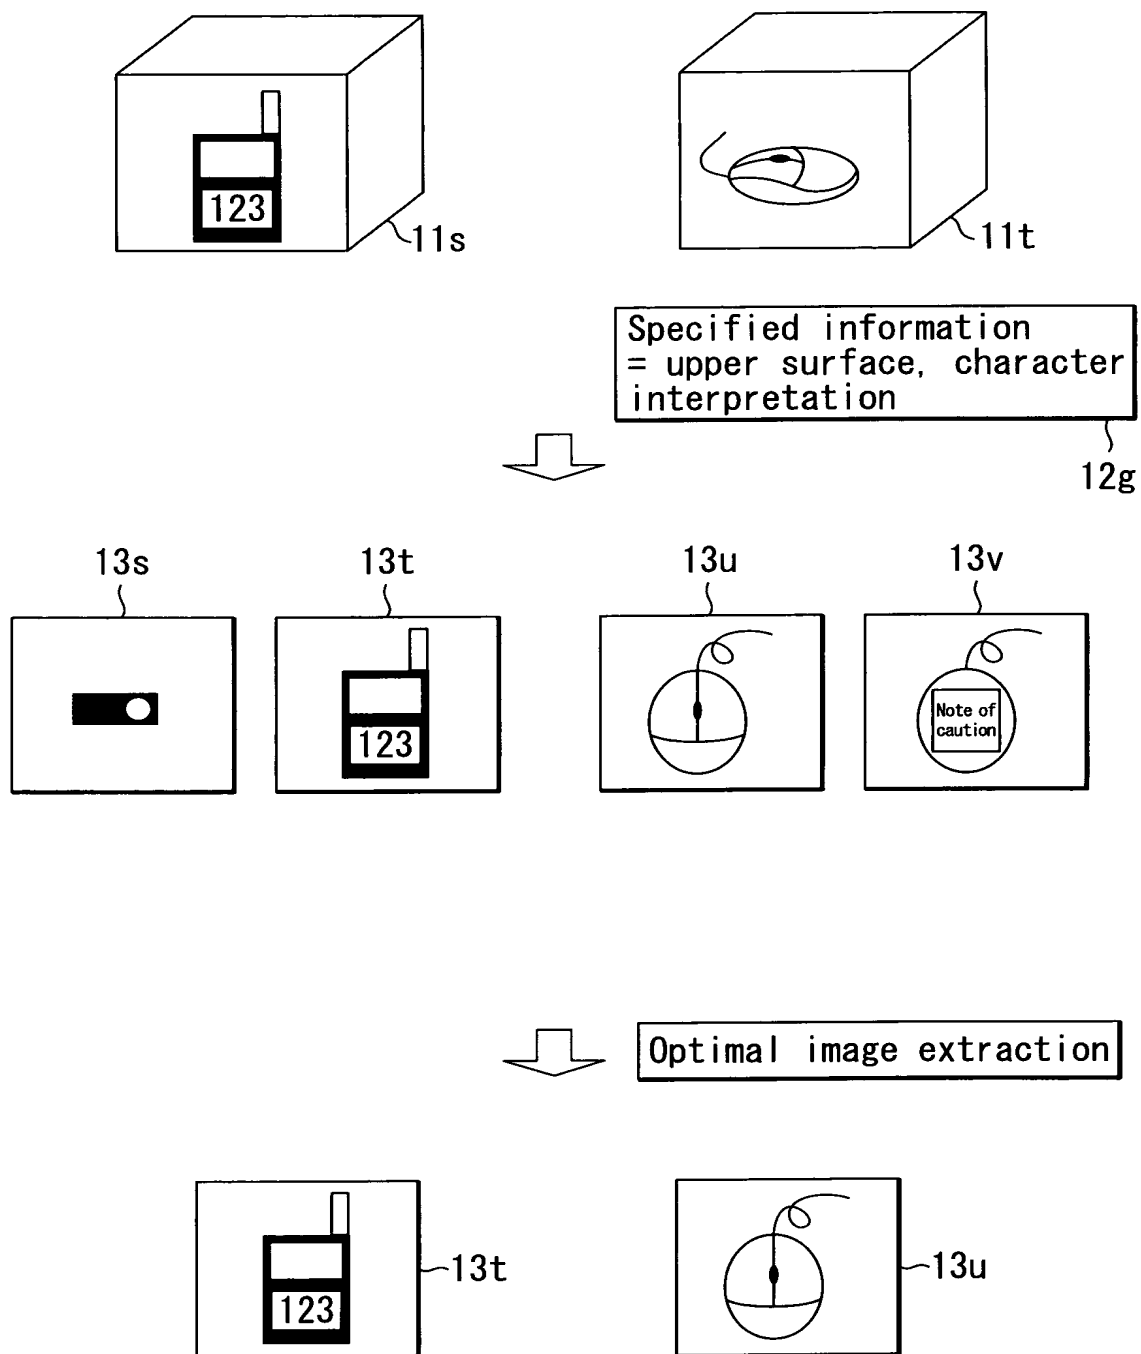 123
11s
11t
Specified information
= upper surface, character
interpretation
12g
13s
13t
13u
13v
123
Note of
caution
Optimal image extraction
123
13t
13u